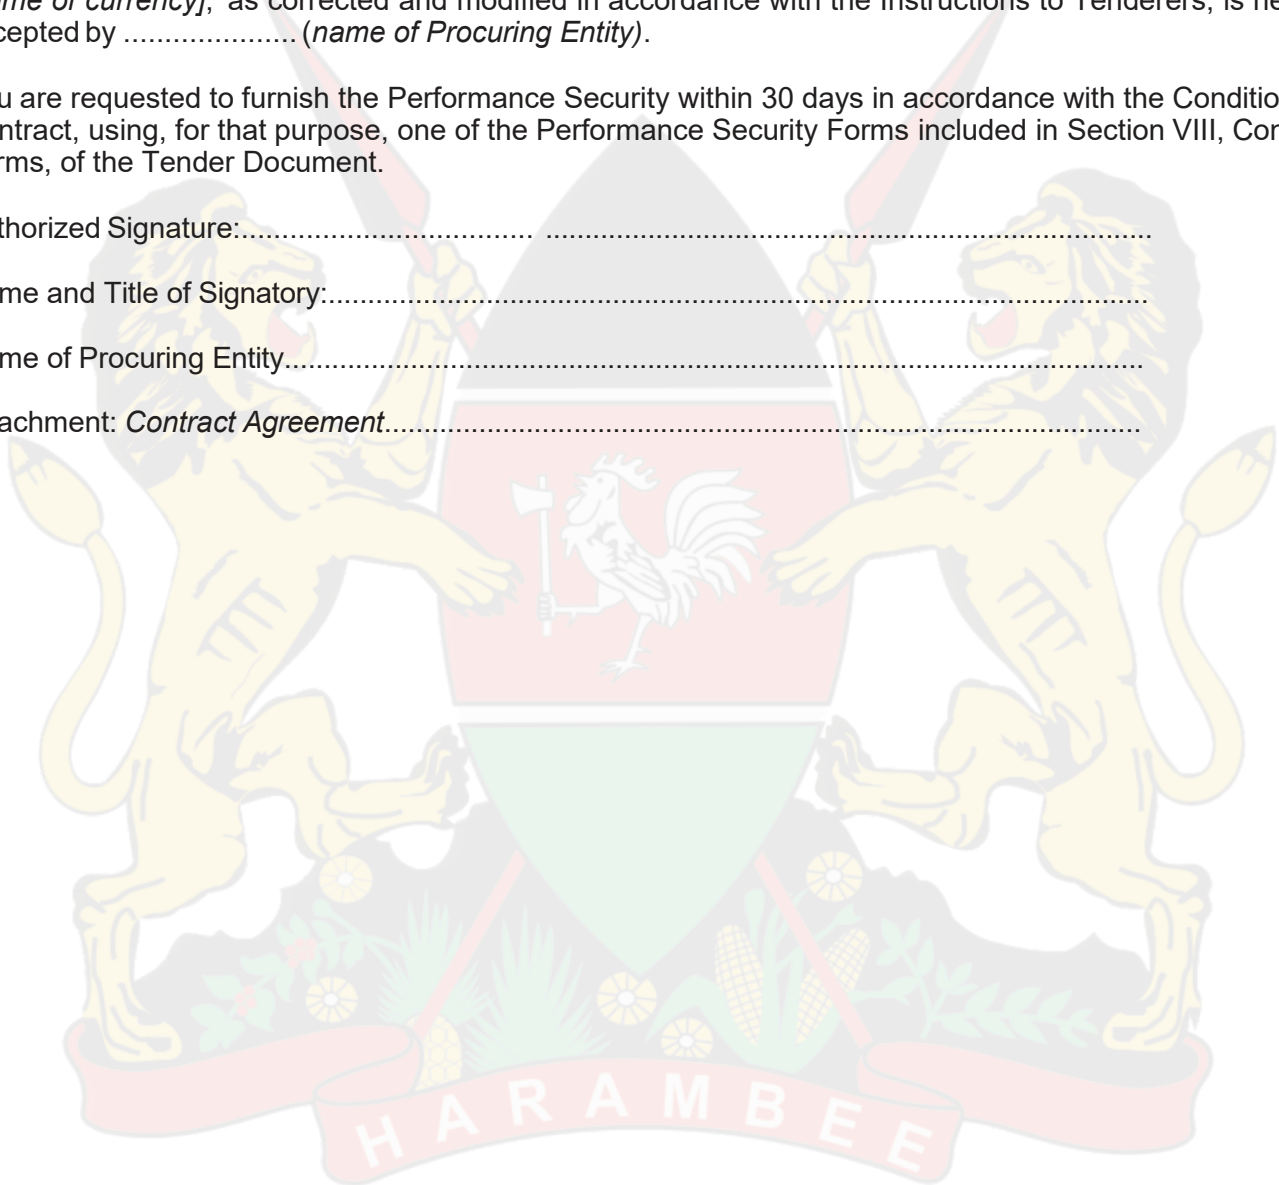 me of currency], as corrected and modified in accordance with the Instructions to Tenderers, is he
cepted by ..................... (name of Procuring Entity).
u are requested to furnish the Performance Security within 30 days in accordance with the Conditio
ntract, using, for that purpose, one of the Performance Security Forms included in Section VIII, Con
rms, of the Tender Document.
thorized Signature:.................................... ...........................................................................
me and Title of Signatory:.........................................................................................................
me of Procuring Entity.............................................................................................................
achment: Contract Agreement................................................................................................
HARAMBEE